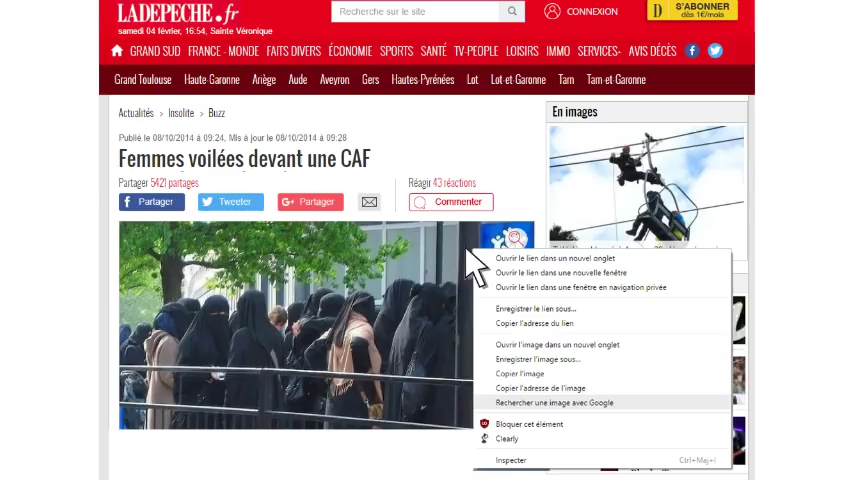 LADEPECHE.fr
samedi 04 février, 16:54, Sainte Véronique
Recherche sur le site
CONNEXION
D S'ABONNER
dès 1€/mois
GRAND SUD FRANCE - MONDE FAITS DIVERS ÉCONOMIE SPORTS SANTÉ TV-PEOPLE LOISIRS IMMO SERVICES+ AVIS DÉCÈS
Grand Toulouse Haute-Garonne Ariège Aude Aveyron Gers Hautes-Pyrénées Lot Lot-et-Garonne Tarn Tarn-et-Garonne
Actualités > Insolite > Buzz
Publié le 08/10/2014 à 09:24, Mis à jour le 08/10/2014 à 09:28
Femmes voilées devant une CAF
Partager 5421 partages
Réagir 43 réactions
Partager
Tweeter
G+ Partager
Commenter
En images
Ouvrir le lien dans un nouvel onglet
Ouvrir le lien dans une nouvelle fenêtre
Ouvrir le lien dans une fenêtre en navigation privée
Enregistrer le lien sous...
Copier l'adresse du lien
Ouvrir l'image dans un nouvel onglet
Enregistrer l'image sous...
Copier l'image
Copier l'adresse de l'image
Rechercher une image avec Google
Bloquer cet élément
Clearly
Inspecter Ctrl+Maj+I